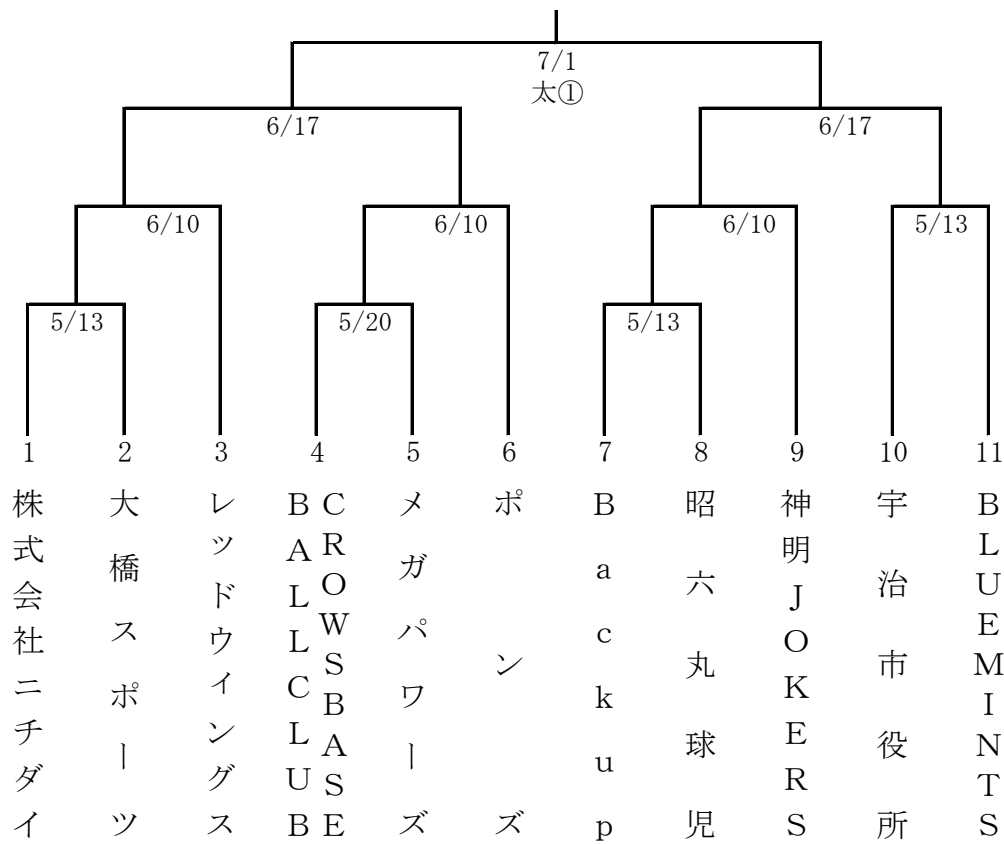 7/1
太①
6/17
6/17
6/10
6/10
6/10
5/13
5/13
5/20
5/13
1
2
3
4
5
6
7
8
9
10
11
株式会社ニチダイ
大橋スポーツ
レッドウィングス
CROWSBASE
BALLCLUB
メガパワーズ
ポンズ
Backup
昭六丸球児
神明JOKERS
宇治市役所
BLUEMINTS